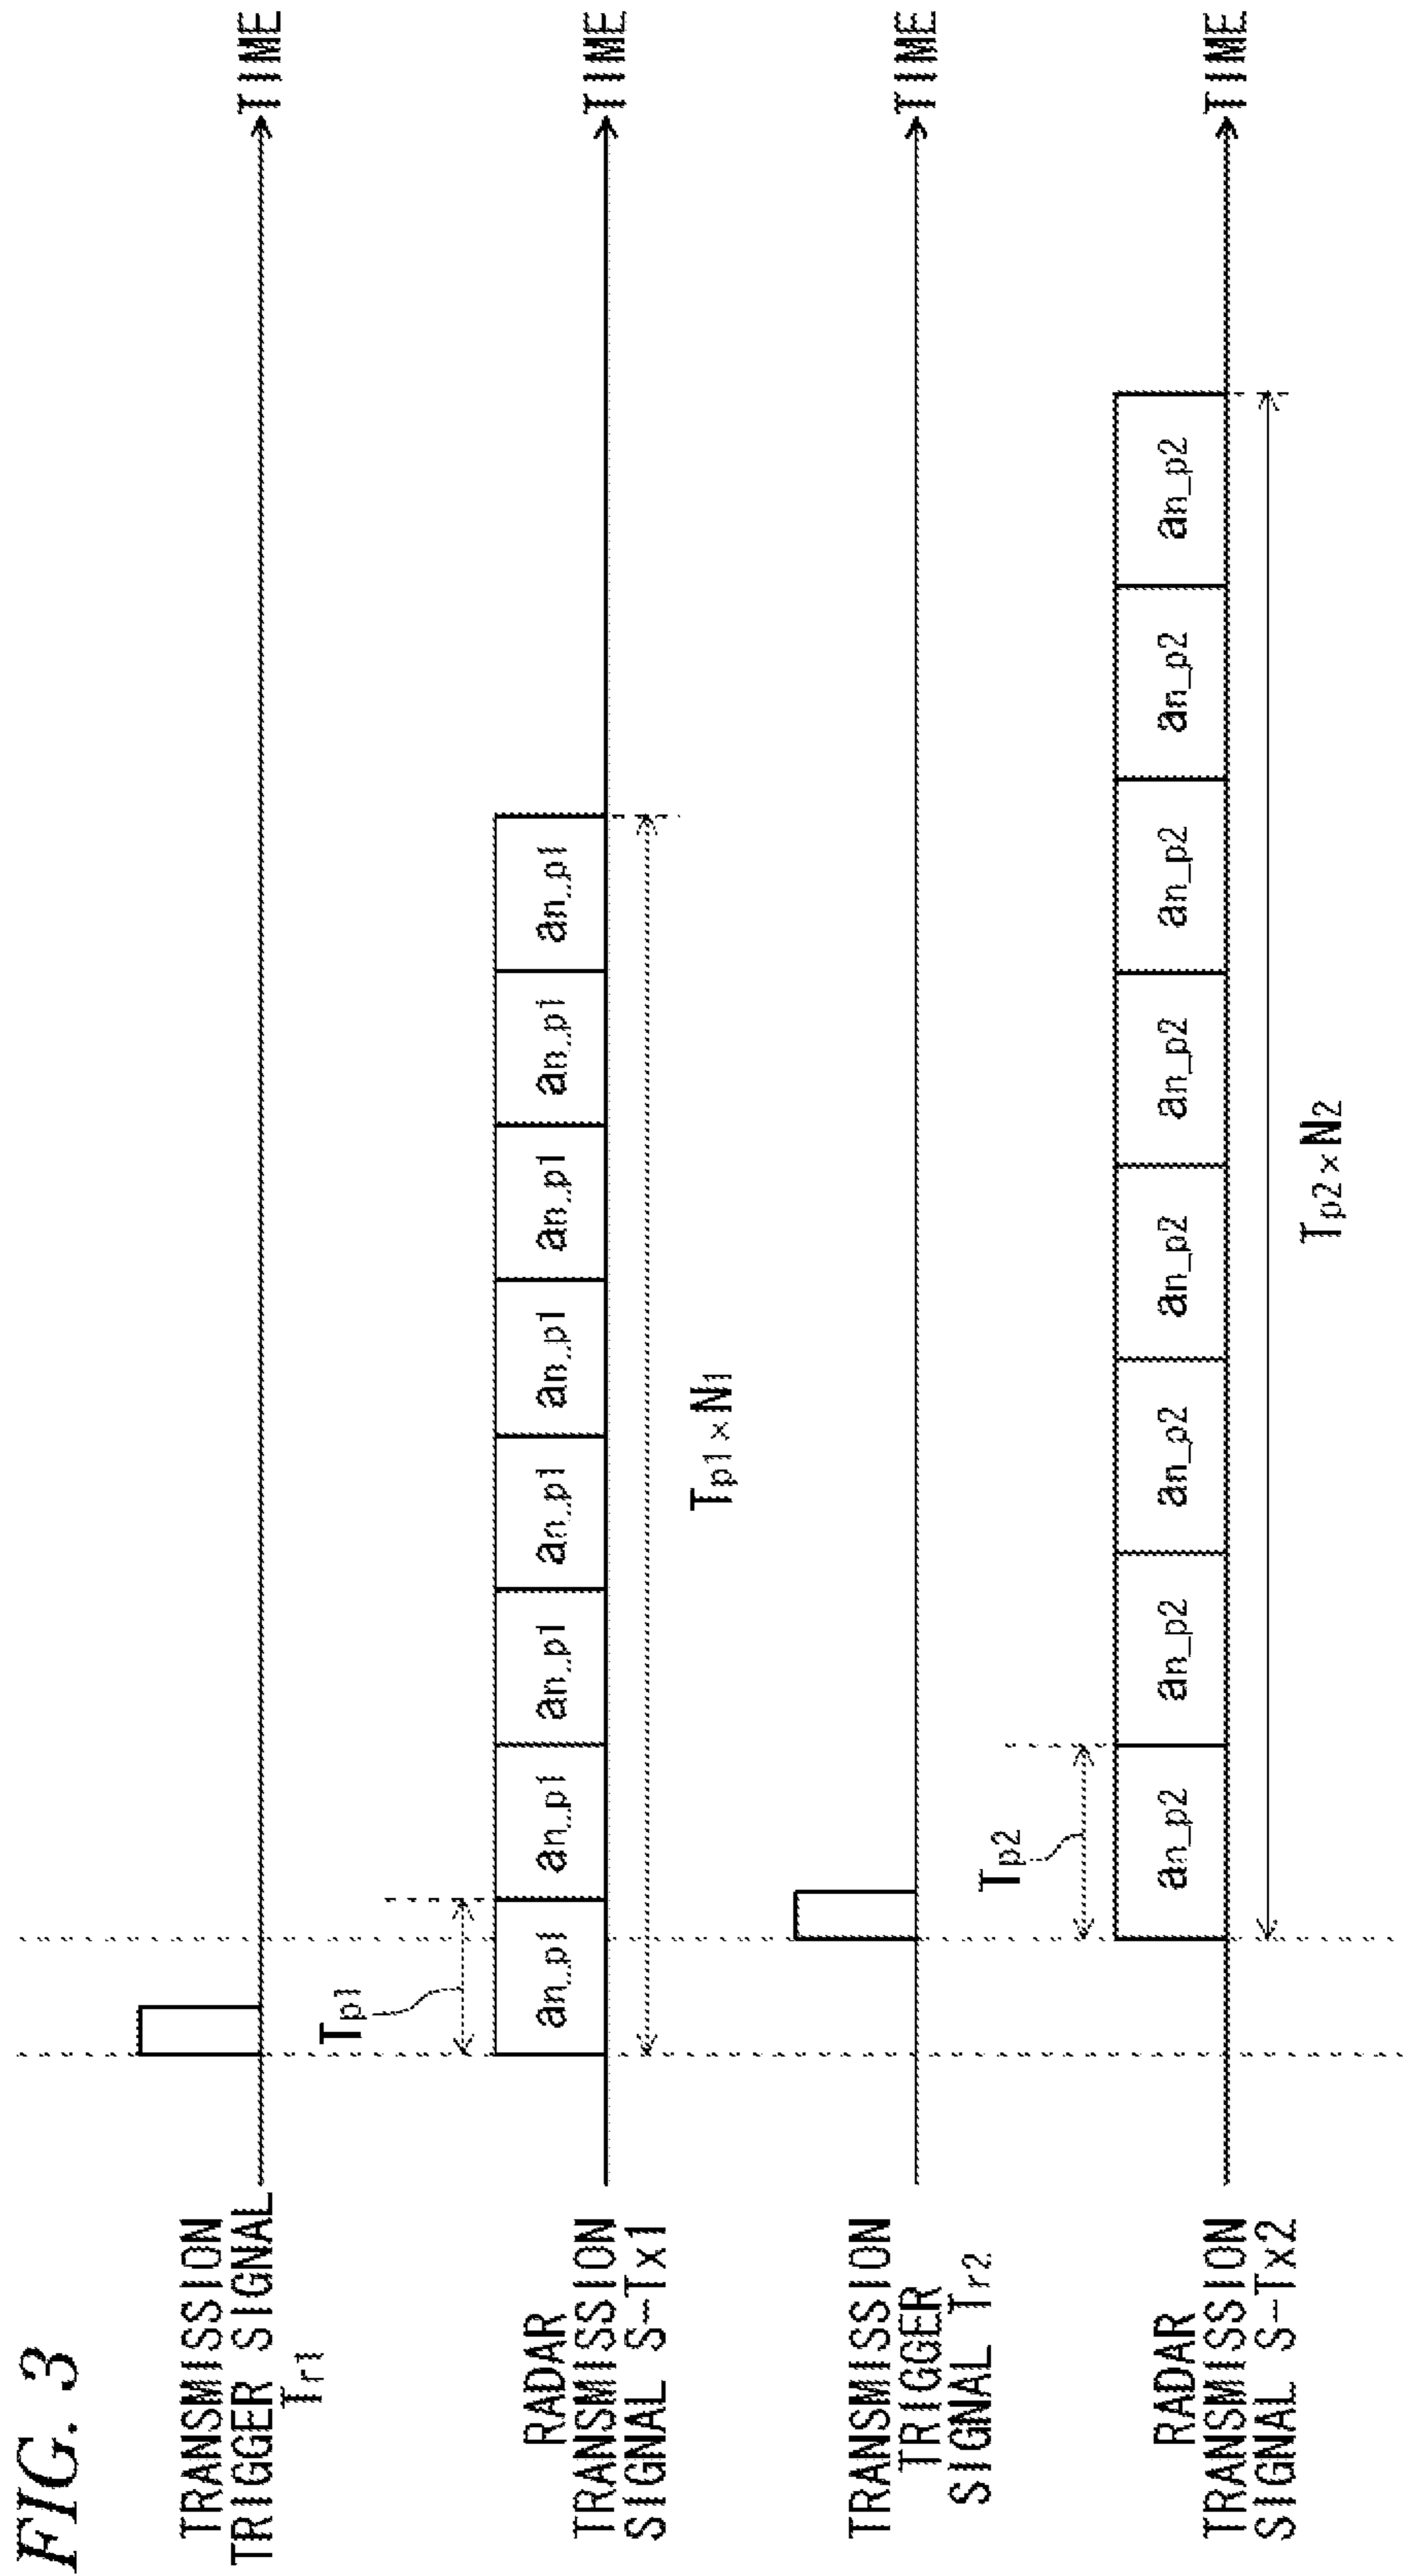 FIG. 3
TRANSMISSION
TRIGGER SIGNAL
Tr1
TIME
Tp1
RADAR
TRANSMISSION
SIGNAL S-Tx1
an_p1 an_p1 an_p1 an_p1 an_p1 an_p1 an_p1 an_p1
TIME
Tp1×N1
TRANSMISSION
TRIGGER
SIGNAL Tr2
TIME
Tp2
RADAR
TRANSMISSION
SIGNAL S-Tx2
an_p2 an_p2 an_p2 an_p2 an_p2 an_p2 an_p2 an_p2
TIME
Tp2×N2